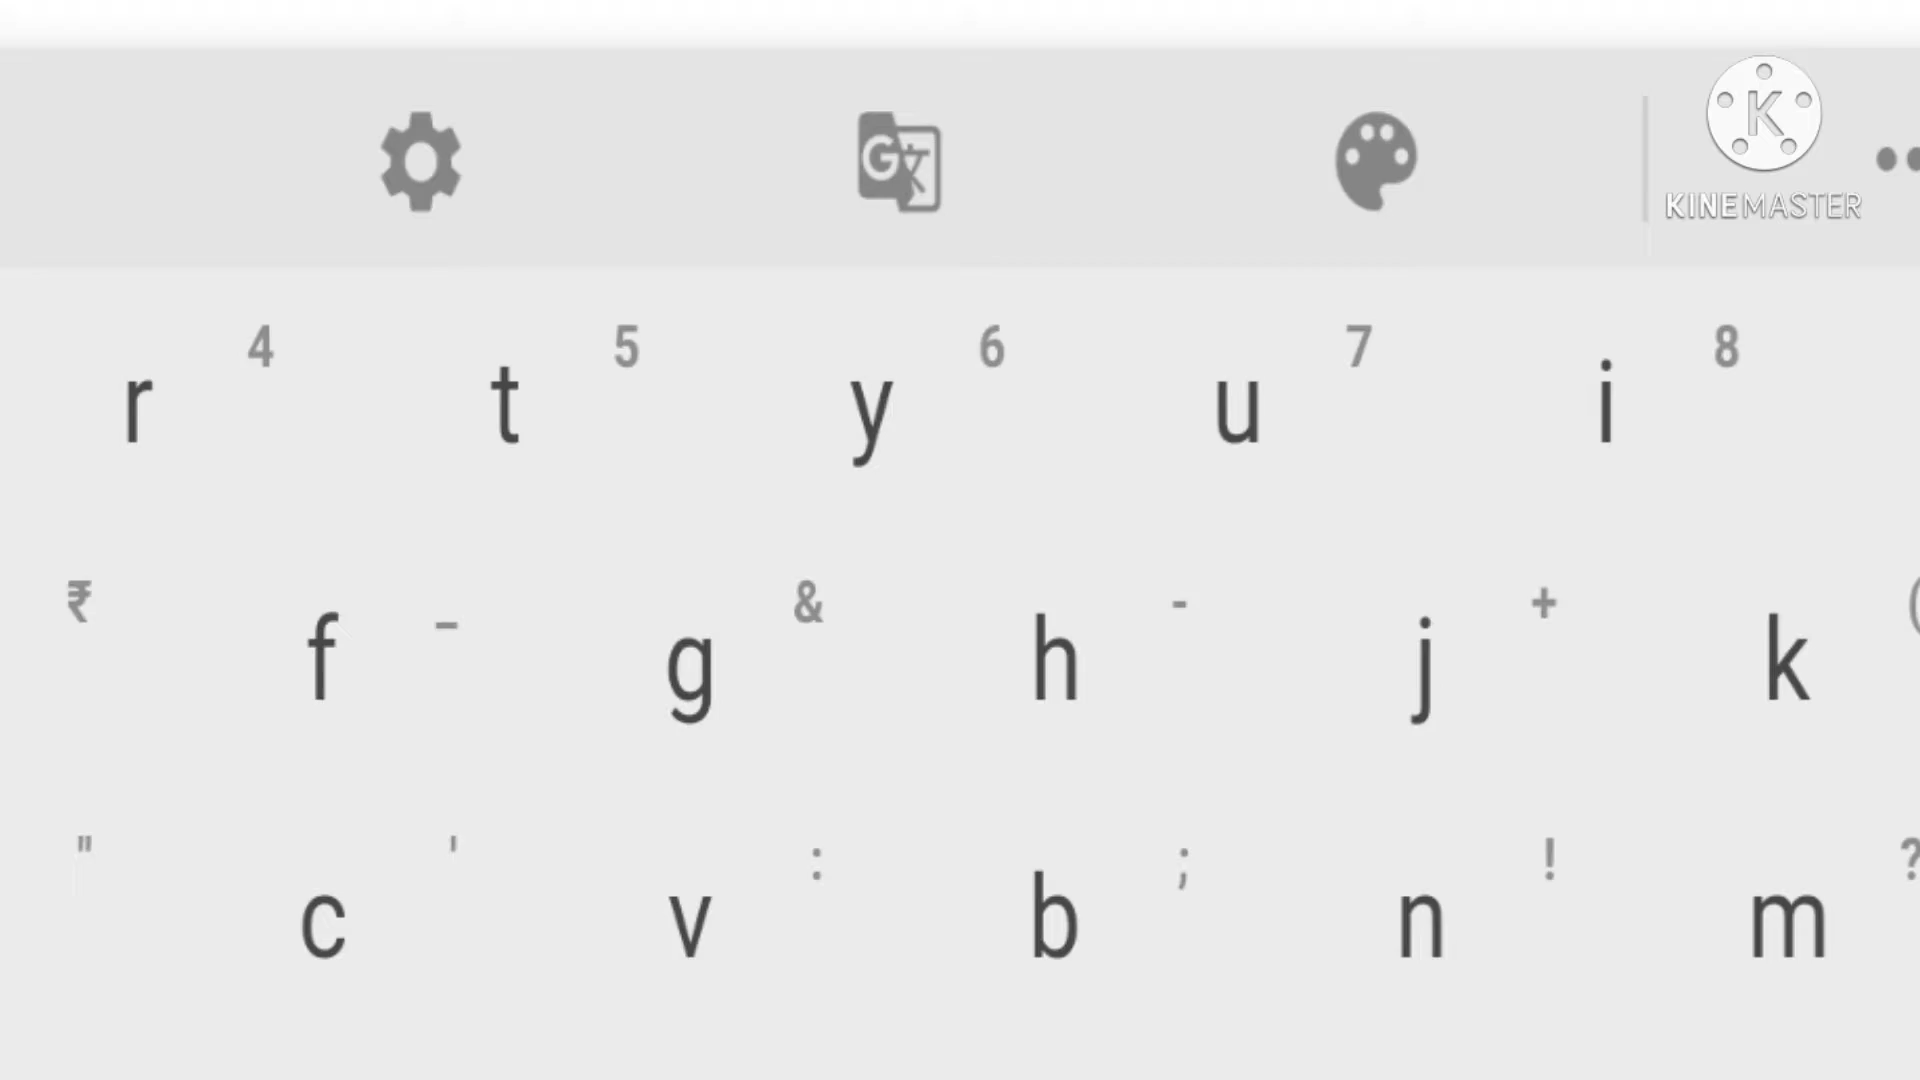 KINEMASTER
4 5 6 7 8
r t y u i
₹ _ & - + (
f g h j k
" ' : ; ! ?
c v b n m